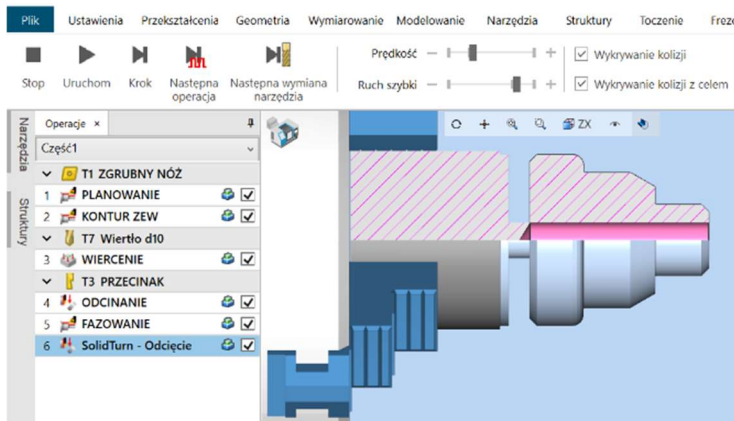 Plik Ustawienia Przekształcenia Geometria Wymiarowanie Modelowanie Narzędzia Struktury Toczenie
Prędkość Wykrywanie kolizji
Ruch szybki Wykrywanie kolizji z celem
Stop Uruchom Krok Następna operacja Następna wymiana narzędzia
Narzędzia
Struktury
Operacje × ZX
Część1
T1 ZGRUBNY NÓŻ
1 PLANOWANIE
2 KONTUR ZEW
T7 Wiertło d10
3 WIERCENIE
T3 PRZECINAK
4 ODCINANIE
5 FAZOWANIE
6 SolidTurn - Odcięcie